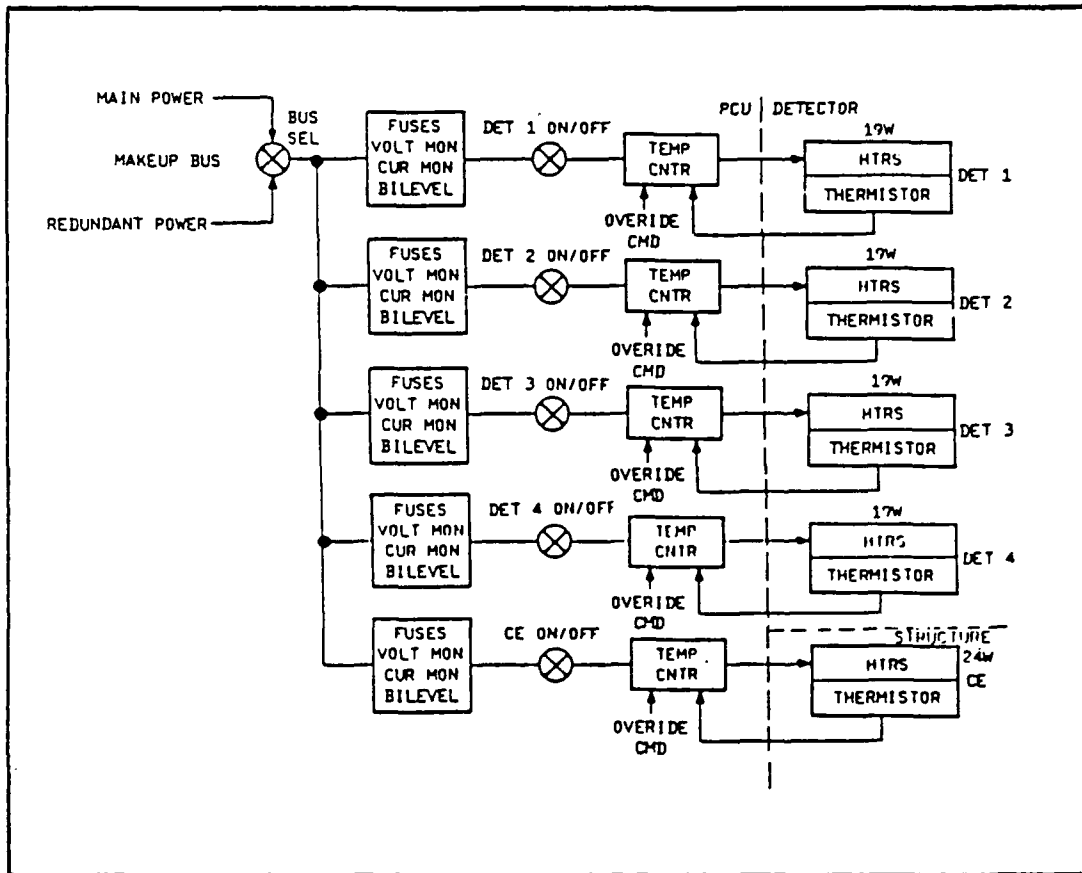 MAIN POWER
MAKEUP BUS
REDUNDANT POWER
BUS
SEL
PCU
DETECTOR
FUSES
VOLT MON
CUR MON
BILEVEL
DET 1 ON/OFF
TEMP
CNTR
OVERIDE
CMD
19W
HTRS
THERMISTOR
DET 1
FUSES
VOLT MON
CUR MON
BILEVEL
DET 2 ON/OFF
TEMP
CNTR
OVERIDE
CMD
19W
HTRS
THERMISTOR
DET 2
FUSES
VOLT MON
CUR MON
BILEVEL
DET 3 ON/OFF
TEMP
CNTR
OVERIDE
CMD
19W
HTRS
THERMISTOR
DET 3
FUSES
VOLT MON
CUR MON
BILEVEL
DET 4 ON/OFF
TEMP
CNTR
OVERIDE
CMD
19W
HTRS
THERMISTOR
DET 4
STRUCTURE
FUSES
VOLT MON
CUR MON
BILEVEL
CE ON/OFF
TEMP
CNTR
OVERIDE
CMD
24W
HTRS
THERMISTOR
CE